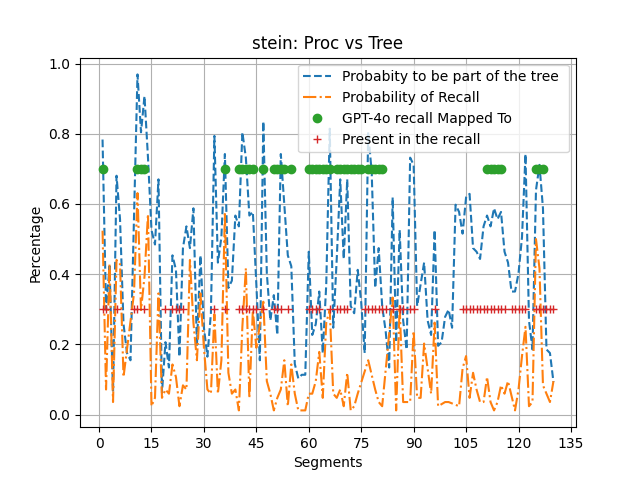 stein: Proc vs Tree
Probabity to be part of the tree
Probability of Recall
GPT-4o recall Mapped To
Present in the recall
Percentage
1.0
0.8
0.6
0.4
0.2
0.0
0 15 30 45 60 75 90 105 120 135
Segments